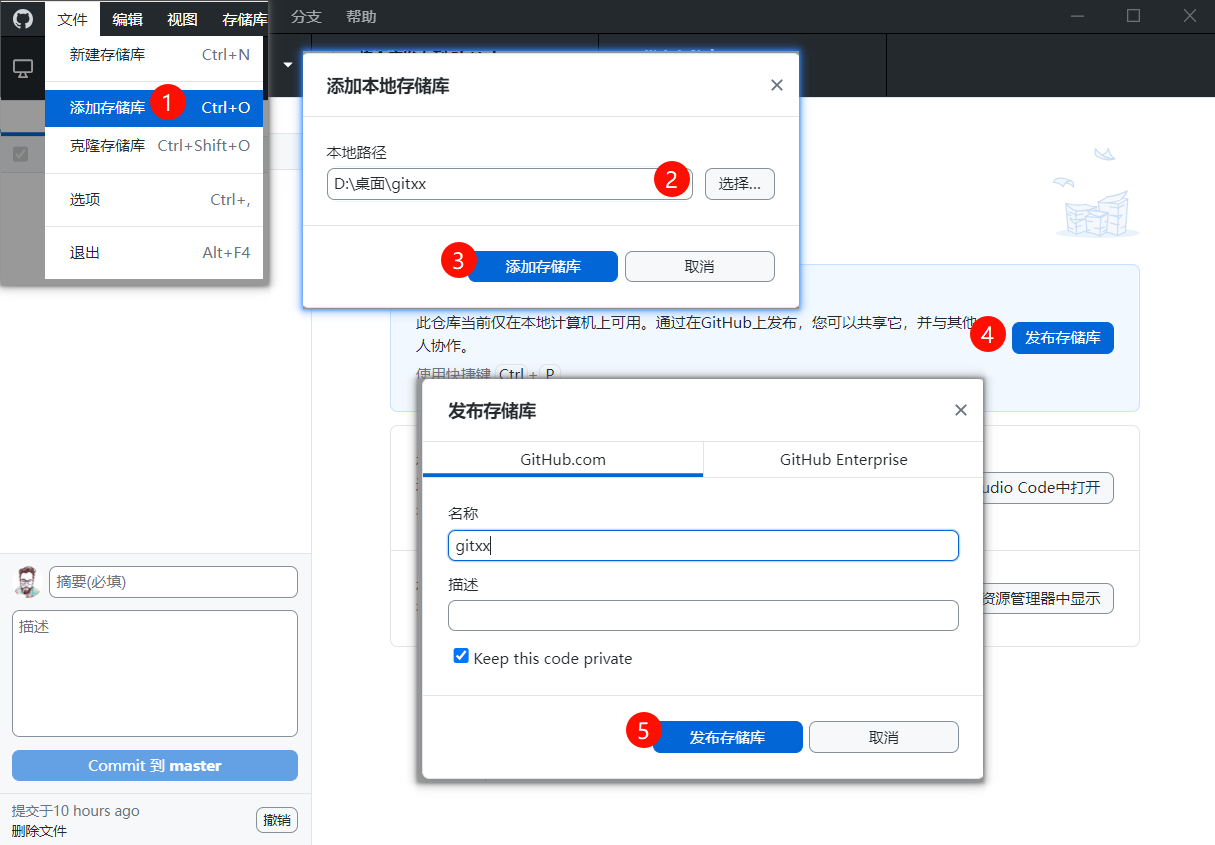 文件 编辑 视图 存储库 分支 帮助
新建存储库 Ctrl+N
添加存储库 1 Ctrl+O
克隆存储库 Ctrl+Shift+O
选项 Ctrl+,
退出 Alt+F4
添加本地存储库
本地路径
D:\桌面\gitxx 2 选择...
3 添加存储库 取消
此仓库当前仅在本地计算机上可用。通过在GitHub上发布，您可以共享它，并与其他
人协作。
4 发布存储库
使用快捷键 Ctrl + P
发布存储库
GitHub.com GitHub Enterprise
名称
gitxx
描述
Keep this code private
5 发布存储库 取消
udio Code中打开
资源管理器中显示
摘要(必填)
描述
Commit 到 master
提交于10 hours ago
删除文件
撤销